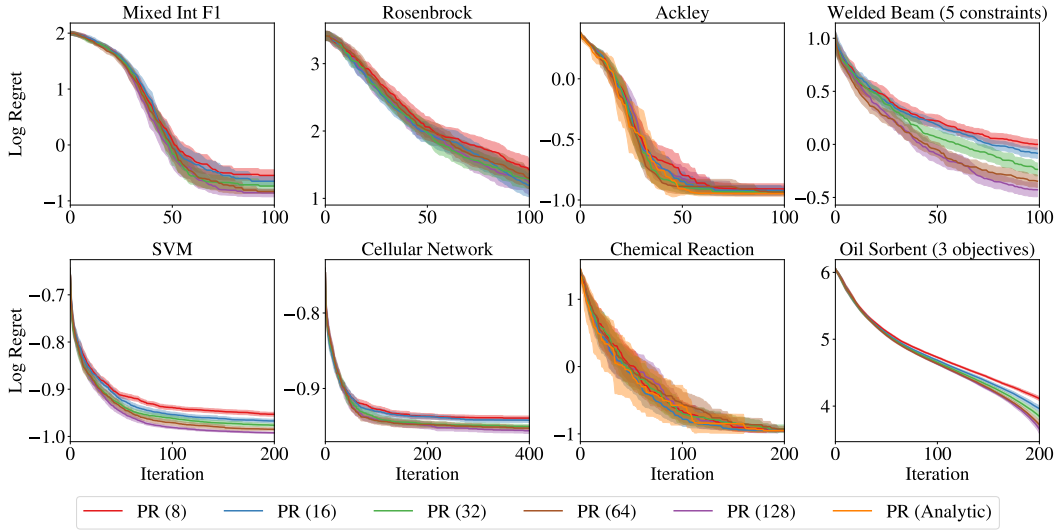 Mixed Int F1 Rosenbrock Ackley Welded Beam (5 constraints)
Log Regret
2
1
0
−1
0 50 100
3
2
1
0 50 100
0.0
−0.5
−1.0
0 50 100
1.0
0.5
0.0
−0.5
0 50 100
SVM Cellular Network Chemical Reaction Oil Sorbent (3 objectives)
Log Regret
−0.7
−0.8
−0.9
−1.0
0 100 200
−0.8
−0.9
0 200 400
1
0
−1
0 100 200
6
5
4
0 100 200
Iteration Iteration Iteration Iteration
PR (8) PR (16) PR (32) PR (64) PR (128) PR (Analytic)